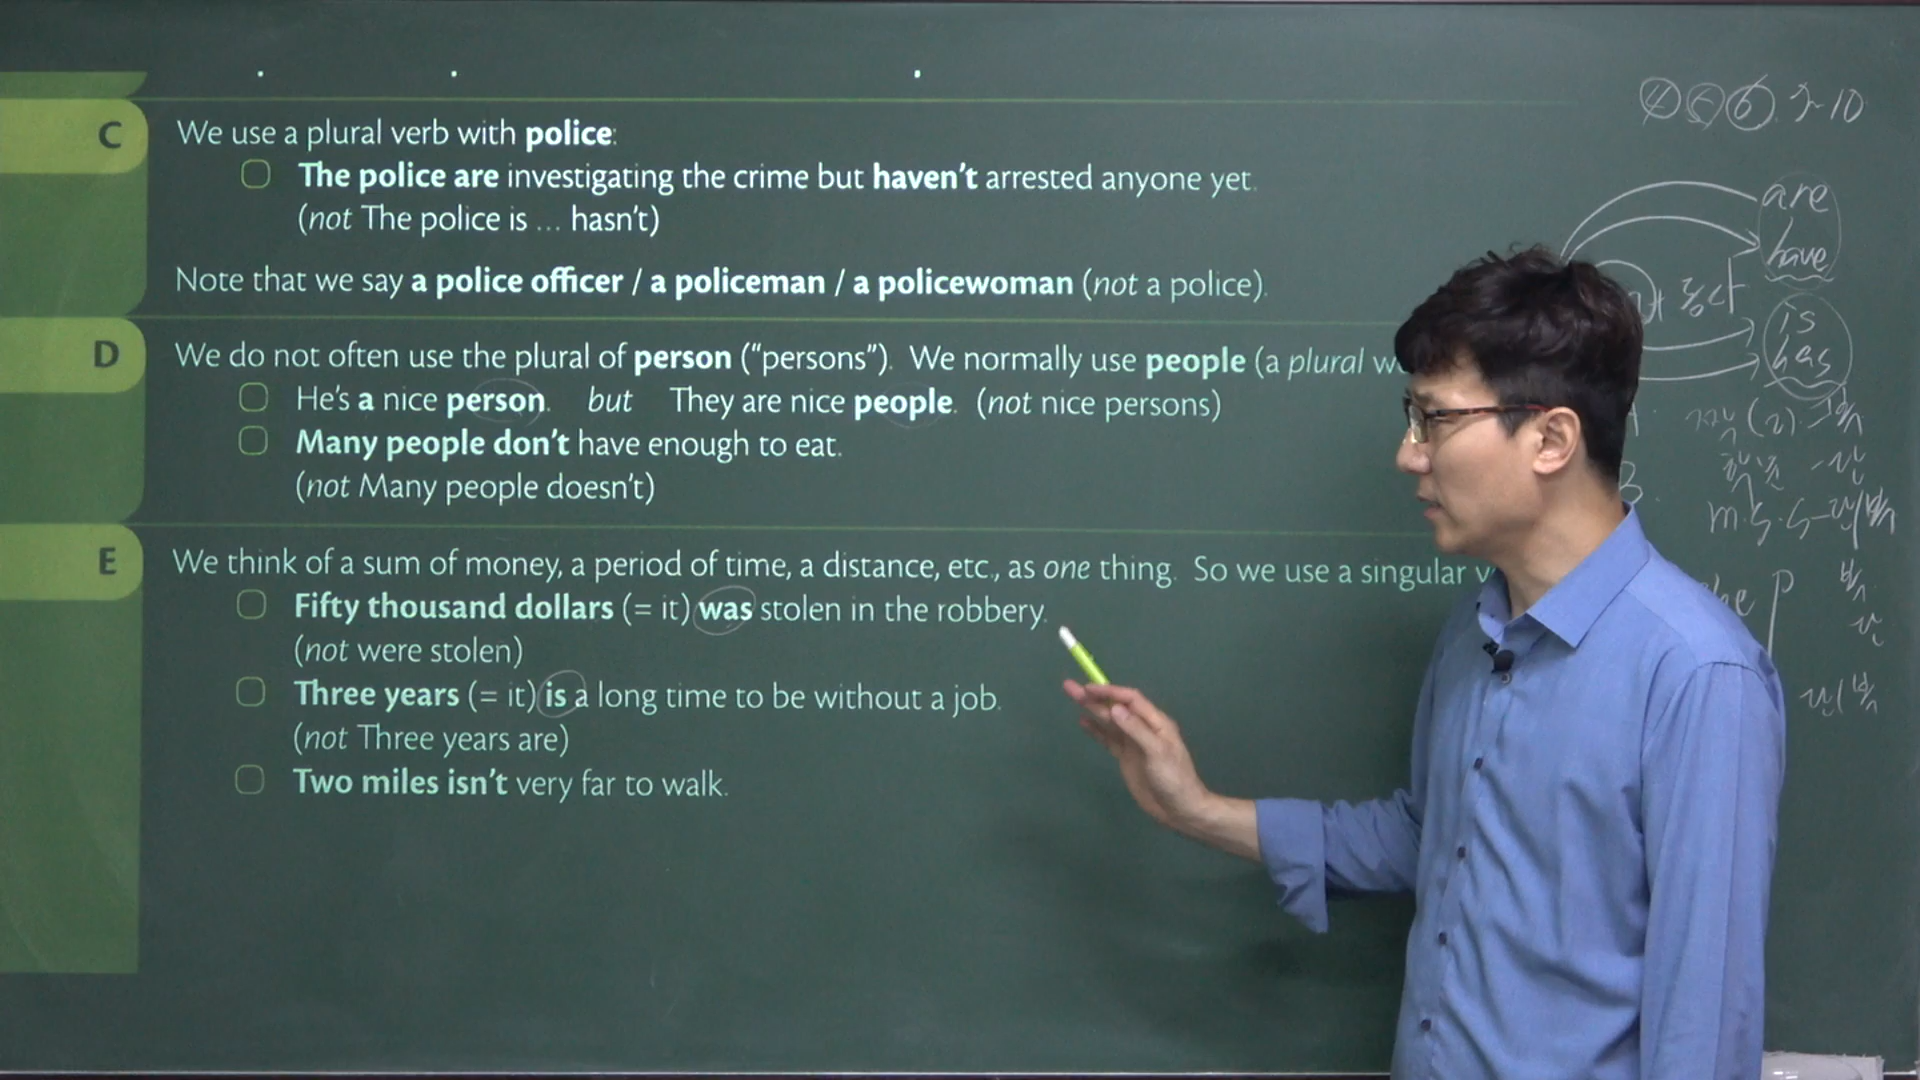 C
We use a plural verb with police:
The police are investigating the crime but haven't arrested anyone yet.
(not The police is ... hasn't)
Note that we say a police officer / a policeman / a policewoman (not a police).
D
We do not often use the plural of person ("persons"). We normally use people (a plural
He's a nice person. but They are nice people. (not nice persons)
Many people don't have enough to eat.
(not Many people doesn't)
E
We think of a sum of money, a period of time, a distance, etc., as one thing. So we use a singular
Fifty thousand dollars (= it) was stolen in the robbery.
(not were stolen)
Three years (= it) is a long time to be without a job.
(not Three years are)
Two miles isn't very far to walk.
are
have
동사
is
has
B.